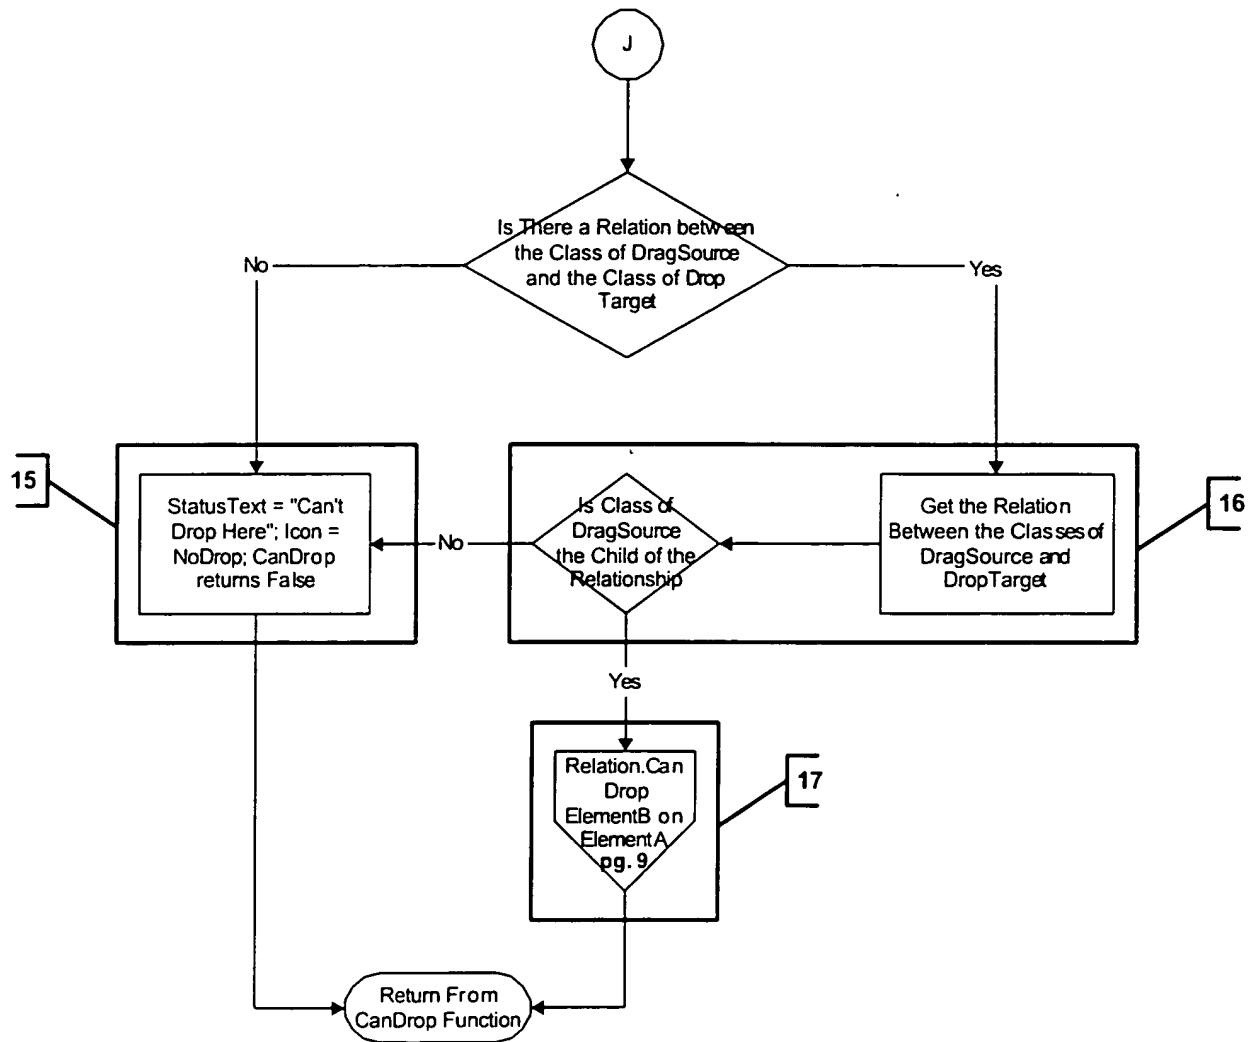 J
Is There a Relation between
the Class of DragSource
and the Class of Drop
Target
No
Yes
15
StatusText = "Can't
Drop Here"; Icon =
NoDrop; CanDrop
returns False
No
Is Class of
DragSource
the Child of the
Relationship
Get the Relation
Between the Classes of
DragSource and
DropTarget
16
Yes
Relation.Can
Drop
ElementB on
ElementA
pg. 9
17
Return From
CanDrop Function